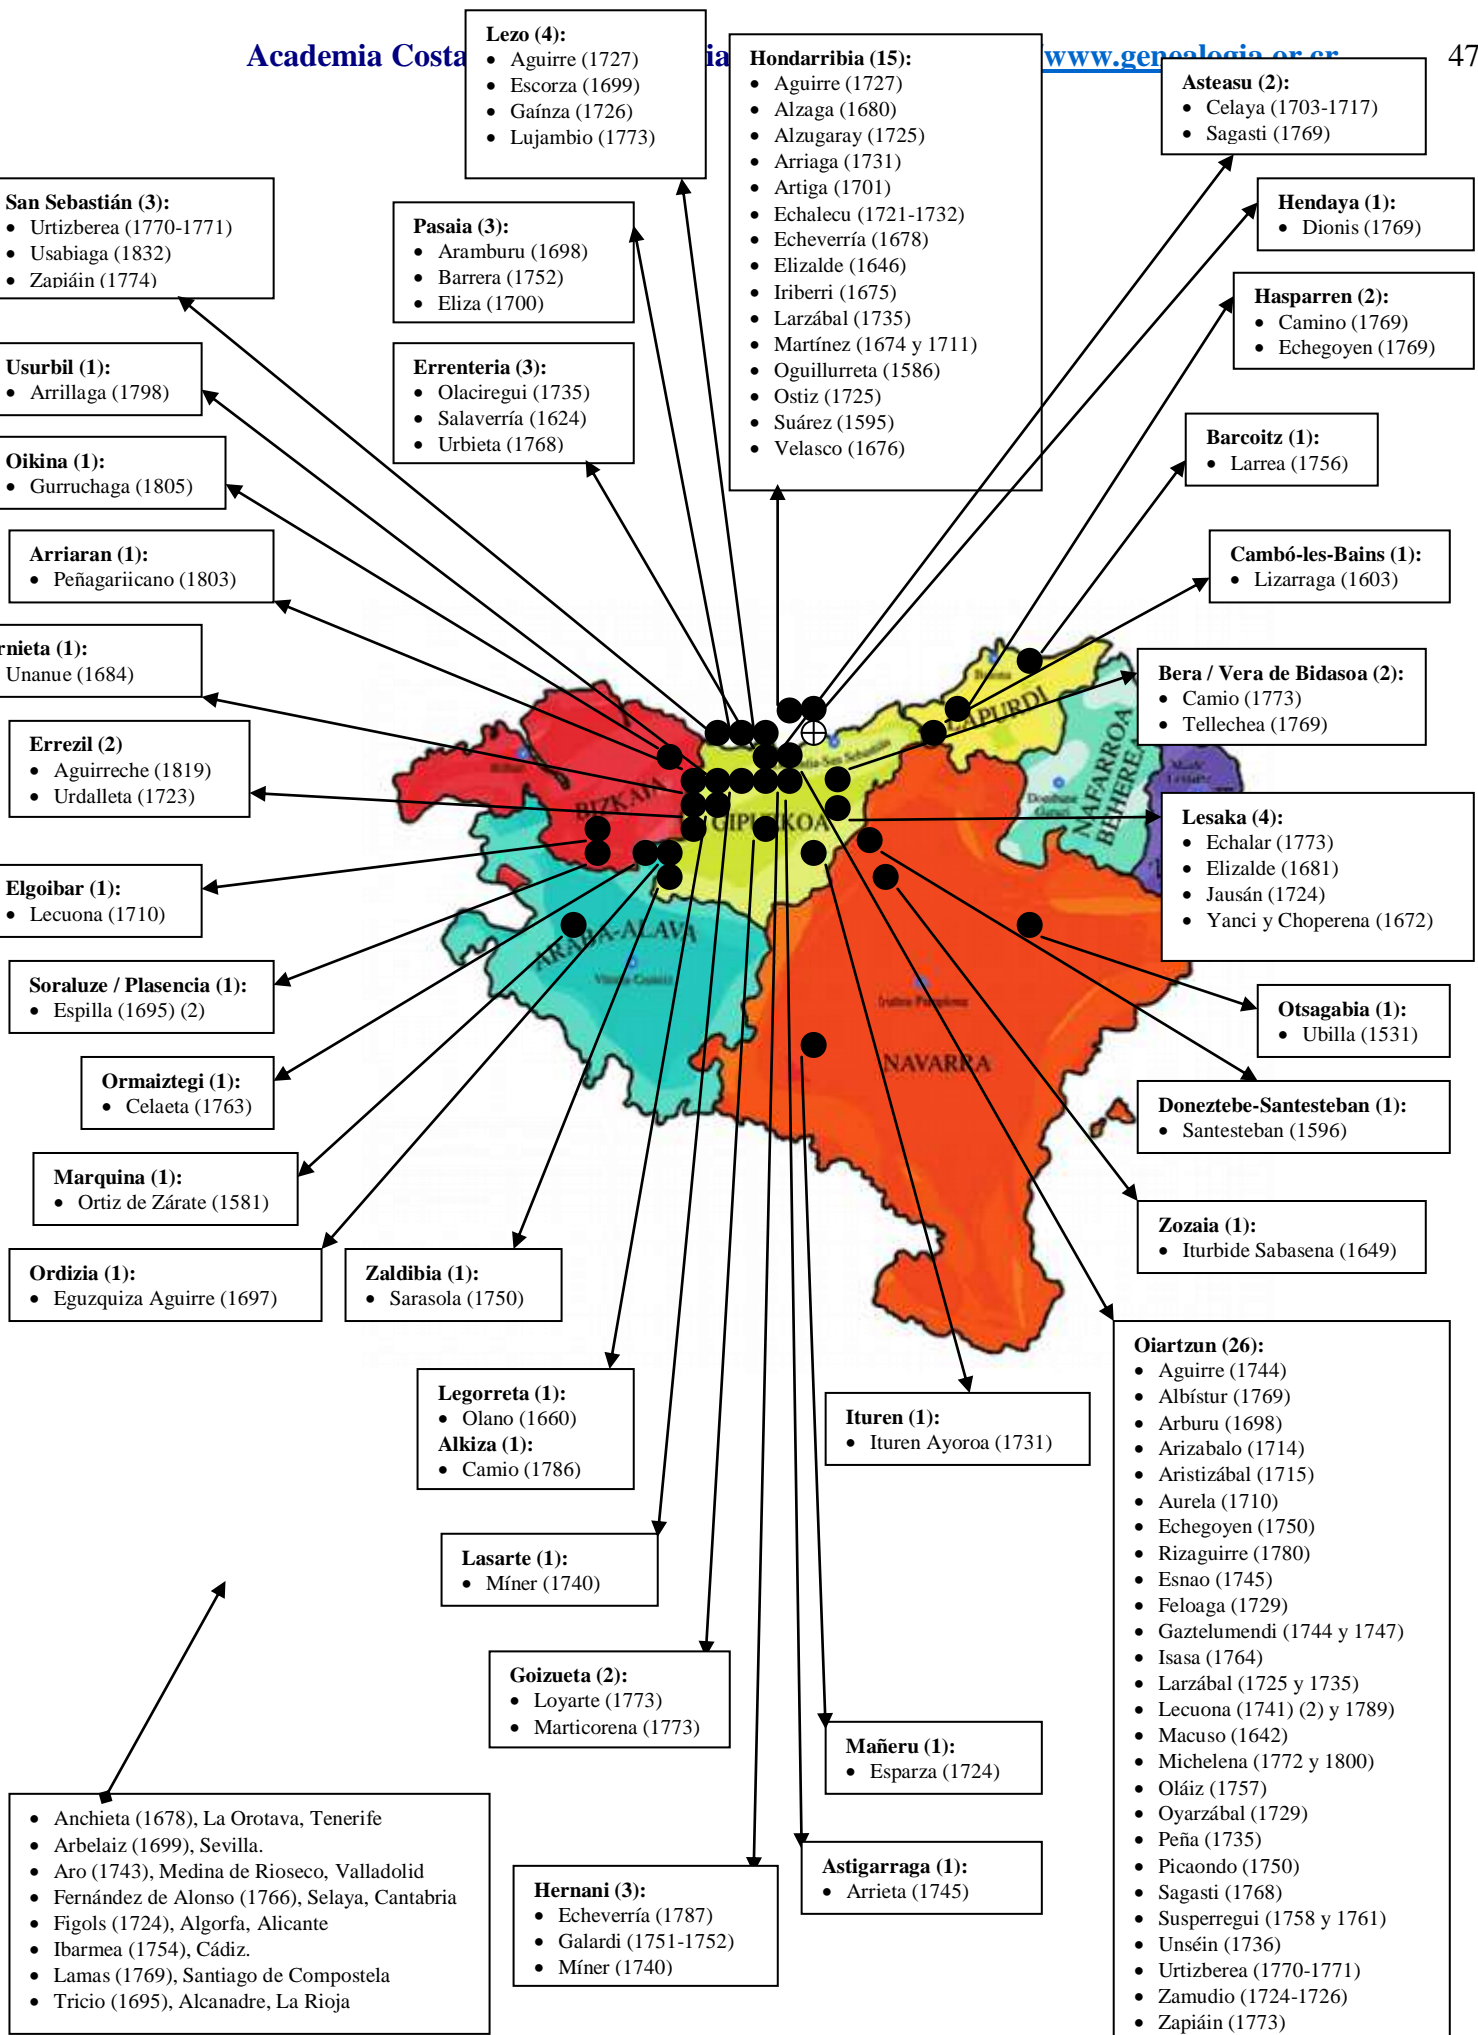 Academia Costa
ia
www.genealogia.or.cr
47
Lezo (4):
• Aguirre (1727)
• Escorza (1699)
• Gaínza (1726)
• Lujambio (1773)
Hondarribia (15):
• Aguirre (1727)
• Alzaga (1680)
• Alzugaray (1725)
• Arriaga (1731)
• Artiga (1701)
• Echalecu (1721-1732)
• Echeverría (1678)
• Elizalde (1646)
• Iriberri (1675)
• Larzábal (1735)
• Martínez (1674 y 1711)
• Oguillurreta (1586)
• Ostiz (1725)
• Suárez (1595)
• Velasco (1676)
Asteasu (2):
• Celaya (1703-1717)
• Sagasti (1769)
San Sebastián (3):
• Urtizberea (1770-1771)
• Usabiaga (1832)
• Zapiáin (1774)
Pasaia (3):
• Aramburu (1698)
• Barrera (1752)
• Eliza (1700)
Hendaya (1):
• Dionis (1769)
Hasparren (2):
• Camino (1769)
• Echegoyen (1769)
Usurbil (1):
• Arrillaga (1798)
Errenteria (3):
• Olaciregui (1735)
• Salaverría (1624)
• Urbieta (1768)
Barcoitz (1):
• Larrea (1756)
Oikina (1):
• Gurruchaga (1805)
Arriaran (1):
• Peñagariicano (1803)
Cambó-les-Bains (1):
• Lizarraga (1603)
rnieta (1):
Unanue (1684)
Bera / Vera de Bidasoa (2):
• Camio (1773)
• Tellechea (1769)
Errezil (2)
• Aguirreche (1819)
• Urdalleta (1723)
LAPURDI
NAFARROA
BEHEREA
BIZKAIA
GIPUZKOA
ARABA-ALAVA
NAVARRA
Lesaka (4):
• Echalar (1773)
• Elizalde (1681)
• Jausán (1724)
• Yanci y Choperena (1672)
Elgoibar (1):
• Lecuona (1710)
Soraluze / Plasencia (1):
• Espilla (1695) (2)
Otsagabia (1):
• Ubilla (1531)
Ormaiztegi (1):
• Celaeta (1763)
Doneztebe-Santesteban (1):
• Santesteban (1596)
Marquina (1):
• Ortiz de Zárate (1581)
Zozaia (1):
• Iturbide Sabasena (1649)
Ordizia (1):
• Eguzquiza Aguirre (1697)
Zaldibia (1):
• Sarasola (1750)
Legorreta (1):
• Olano (1660)
Alkiza (1):
• Camio (1786)
Ituren (1):
• Ituren Ayoroa (1731)
Oiartzun (26):
• Aguirre (1744)
• Albístur (1769)
• Arburu (1698)
• Arizabalo (1714)
• Aristizábal (1715)
• Aurela (1710)
• Echegoyen (1750)
• Rizaguirre (1780)
• Esnao (1745)
• Feloaga (1729)
• Gaztelumendi (1744 y 1747)
• Isasa (1764)
• Larzábal (1725 y 1735)
• Lecuona (1741) (2) y 1789)
• Macuso (1642)
• Michelena (1772 y 1800)
• Oláiz (1757)
• Oyarzábal (1729)
• Peña (1735)
• Picaondo (1750)
• Sagasti (1768)
• Susperregui (1758 y 1761)
• Unséin (1736)
• Urtizberea (1770-1771)
• Zamudio (1724-1726)
• Zapiáin (1773)
Lasarte (1):
• Míner (1740)
Goizueta (2):
• Loyarte (1773)
• Marticorena (1773)
Mañeru (1):
• Esparza (1724)
Astigarraga (1):
• Arrieta (1745)
Hernani (3):
• Echeverría (1787)
• Galardi (1751-1752)
• Míner (1740)
• Anchieta (1678), La Orotava, Tenerife
• Arbelaiz (1699), Sevilla.
• Aro (1743), Medina de Rioseco, Valladolid
• Fernández de Alonso (1766), Selaya, Cantabria
• Figols (1724), Algorfa, Alicante
• Ibarmea (1754), Cádiz.
• Lamas (1769), Santiago de Compostela
• Tricio (1695), Alcanadre, La Rioja